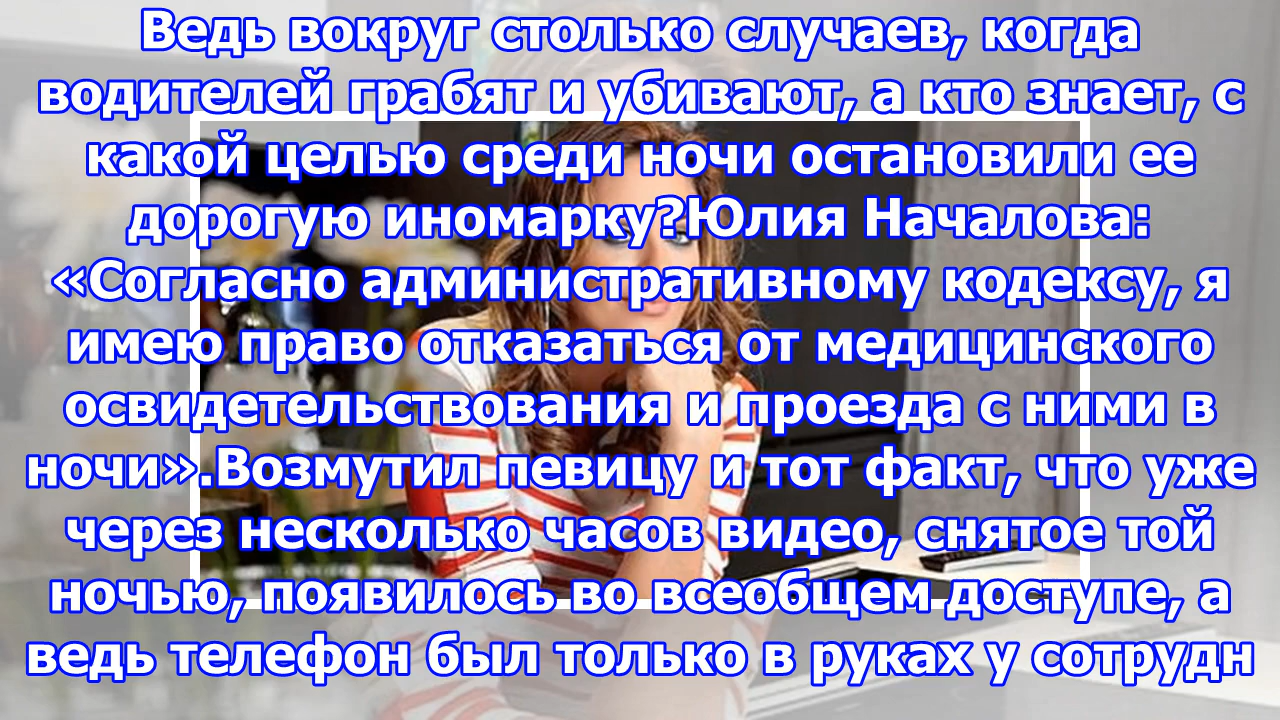 Ведь вокруг столько случаев, когда
водителей грабят и убивают, а кто знает, с
какой целью среди ночи остановили ее
дорогую иномарку?Юлия Началова:
«Согласно административному кодексу, я
имею право отказаться от медицинского
освидетельствования и проезда с ними в
ночи».Возмутил певицу и тот факт, что уже
через несколько часов видео, снятое той
ночью, появилось во всеобщем доступе, а
ведь телефон был только в руках у сотрудн